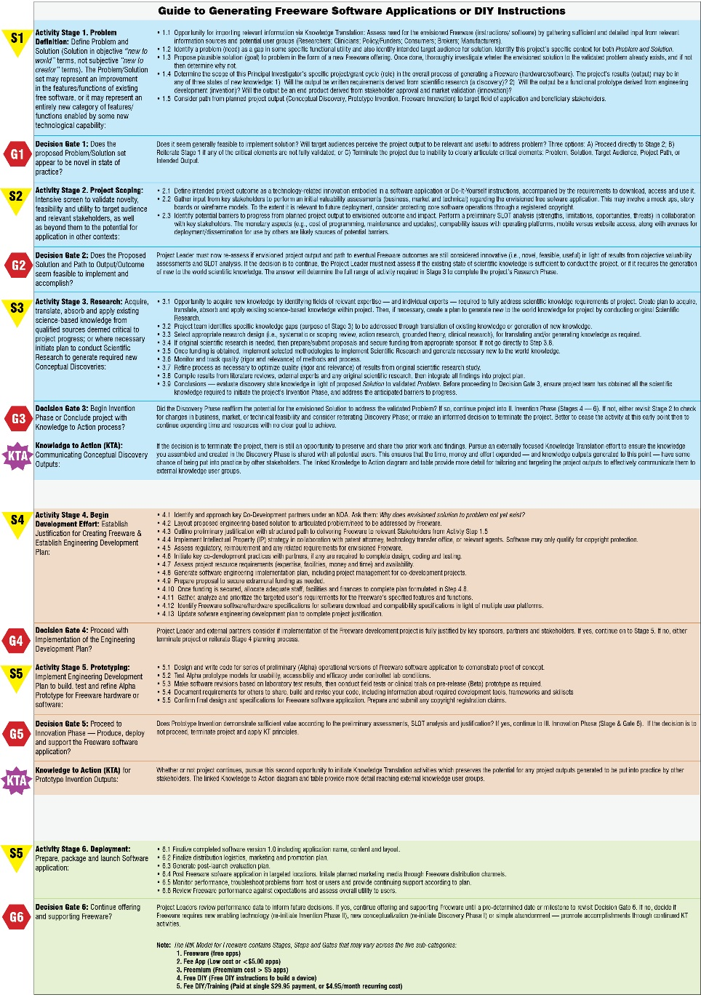 Guide to Generating Freeware Software Applications or DIY Instructions
S1
Activity Stage 1. Problem
Definition: Define Problem and
Solution (Solution in objective “new to
world” terms, not subjective “new to
creator” terms). The Problem/Solution
set may represent an improvement
in the features/functions of existing
free software, or it may represent an
entirely new category of features/
functions enabled by some new
technological capability:
• 1.1 Opportunity for importing relevant information via Knowledge Translation: Assess need for the envisioned Freeware (instructions/ software) by gathering sufficient and detailed input from relevant
information sources and potential user groups (Researchers; Clinicians; Policy/Funders; Consumers; Brokers; Manufacturers).
• 1.2 Identify a problem (need) as a gap in some specific functional utility and also identify intended target audience for solution. Identify this project's specific context for both Problem and Solution.
• 1.3 Propose plausible solution (goal) to problem in the form of a new Freeware offering. Once done, thoroughly investigate wheter the envisioned solution to the validated problem already exists, and if not
then determine why not.
• 1.4 Determine the scope of this Principal Investigator's specific project/grant cycle (role) in the overall process of generating a Freeware (hardware/software). The project's results (output) may be in
any of three states of new knowledge: 1) Will the output be written requirements derived from scientific research (a discovery)? 2) Will the output be a functional prototype derived from engineering
development (invention)? Will the output be an end product derived from stakeholder approval and market validation (innovation)?
• 1.5 Consider path from planned project output (Conceptual Discovery, Prototype Invention, Freeware Innovation) to target field of application and beneficiary stakeholders.
G1
Decision Gate 1: Does the
proposed Problem/Solution set
appear to be novel in state of
practice?
Does it seem generally feasible to implement solution? Will target audiences perceive the project output to be relevant and useful to address problem? Three options: A) Proceed directly to Stage 2; B)
Reiterate Stage 1 if any of the critical elements are not fully validated; or C) Terminate the project due to inability to clearly articulate critical elements: Problem, Solution, Target Audience, Project Path, or
Intended Output.
S2
Activity Stage 2. Project Scoping:
Intensive screen to validate novelty,
feasibility and utility to target audience
and relevant stakeholders, as well
as beyond them to the potential for
application in other contexts:
• 2.1 Define intended project outcome as a technology-related innovation embodied in a software application or Do-It-Yourself instructions, accompanied by the requirements to download, access and use it.
• 2.2 Gather input from key stakeholders to perform an initial valuability assessments (business, market and technical) regarding the envisioned free sofware application. This may involve a mock ups, story
boards or wireframe models. To the extent it is relevant to future deployment, consider protecting core software operations through a registered copyright.
• 2.3 Identify potential barriers to progress from planned project output to envisioned outcome and impact. Perform a preliminary SLOT analysis (strengths, limitations, opportunities, threats) in collaboration
with key stakeholders. The monetary aspects (e.g., cost of programming, maintenance and updates), compability issues with operating platforms, mobile versus website access, along with avenues for
deployment/dissemination for use by others are likely sources of potential barriers.
G2
Decision Gate 2: Does the Proposed
Solution and Path to Output/Outcome
seem feasible to implement and
accomplish?
Project Leader must now re-assess if envisioned project output and path to eventual Freeware outcomes are still considered innovative (i.e., novel, feasible, useful) in light of results from objective valuability
assessments and SLOT analysis. If the decision is to continue, the Project Leader must next assess if the existing state of scientific knowledge is sufficient to conduct the project, or if it requires the generation
of new to the world scientific knowledge. The answer will determine the full range of activity required in Stage 3 to complete the project's Research Phase.
S3
Activity Stage 3. Research: Acquire,
translate, absorb and apply existing
science-based knowledge from
qualified sources deemed critical to
project progress; or where necessary
initiate plan to conduct Scientific
Research to generate required new
Conceptual Discoveries:
• 3.1 Opportunity to acquire new knowledge by identifying fields of relevant expertise — and individual experts — required to fully address scientific knowldge requirements of project. Create plan to acquire,
translate, absorb and apply existing science-based knowledge within project. Then, if necessary, create a plan to generate new to the world knowledge for project by conducting original Scientific
Research.
• 3.2 Project team identifies specific knowledge gaps (purpose of Stage 3) to be addressed through translation of existing knowledge or generation of new knowledge.
• 3.3 Select appropriate research design (i.e., systematic or scoping review, action research, grounded theory, clinical research), for translating and/or generating knowledge as required.
• 3.4 If original scientific research is needed, then prepare/submit proposals and secure funding from appropriate sponsor. If not go directly to Step 3.8.
• 3.5 Once funding is obtained, implement selected methodologies to implement Scientific Research and generate necessary new to the world knowledge.
• 3.6 Monitor and track quality (rigor and relevance) of methods and process.
• 3.7 Refine process as necessary to optimize quality (rigor and relevance) of results from original scientific research study.
• 3.8 Compile results from literature reviews, external experts and any original scientific research, then integrate all findings into project plan.
• 3.9 Conclusions — evaluate discovery state knowledge in light of proposed Solution to validated Problem. Before proceeding to Decision Gate 3, ensure project team has obtained all the scientific
knowledge required to initiate the project's Invention Phase, and address the anticipated barriers to progress.
G3
Decision Gate 3: Begin Invention
Phase or Conclude project with
Knowledge to Action process?
Did the Discovery Phase reaffirm the potential for the envisioned Solution to address the validated Problem? If so, continue project into II. Invention Phase (Stages 4 — 6). If not, either revisit Stage 2 to check
for changes in business, market, or technical feasibility and consider reiterating Discovery Phase; or make an informed decision to terminate the project. Better to cease the activity at this early point then to
continue expending time and resources with no clear goal to achieve.
KTA
Knowledge to Action (KTA):
Communicating Conceptual Discovery
Outputs:
If the decision is to terminate the project, there is still an opportunity to preserve and share thw prior work and findings. Pursue an externally focused Knowledge Translation effort to ensure the knowledge
you assembled and created in the Discovery Phase is shared with all potential users. This ensures that the time, money and effort expended — and knowledge outputs generated to this point — have some
chance of being put into practice by other stakeholders. The linked Knowledge to Action diagram and table provide more detail for tailoring and targeting the project outputs to effectively communicate them to
external knowledge user groups.
S4
Activity Stage 4. Begin
Development Effort: Establish
Justification for Creating Freeware &
Establish Engineering Development
Plan:
• 4.1 Identify and approach key Co-Development partners under an NDA. Ask them: Why does envisioned solution to problem not yet exist?
• 4.2 Layout proposed engineering-based solution to articulated problem/need to be addressed by Freeware.
• 4.3 Outline preliminary justification with structured path to delivering Freeware to relevant Stakeholders from Activty Step 1.5
• 4.4 Implement Intellectual Property (IP) strategy in collaboration with patent attorney, technology transfer office, or relevant agents. Software may only qualify for copyright protection.
• 4.5 Assess regulatory, reimburement and any related requirements for envisioned Freeware.
• 4.6 Initiate key co-development practices with partners, if any are required to complete design, coding and testing.
• 4.7 Assess project resource requirements (expertise, facilities, money and time) and availability.
• 4.8 Generate software engineering implementation plan, including project management for co-development projects.
• 4.9 Prepare proposal to secure extramural funding as needed.
• 4.10 Once funding is secured, allocate adequate staff, facilities and finances to complete plan formulated in Step 4.8.
• 4.11 Gather, analyze and prioritize the targeted user's requirements for the Freeware's specified features and functions.
• 4.12 Identify Freeware software/hardware specifications for software download and compatibility specifications in light of multiple user platforms.
• 4.13 Update sofware engineering development plan to complete project justification.
G4
Decision Gate 4: Proceed with
Implementation of the Engineering
Development Plan?
Project Leader and external partners consider if implementation of the Freeware development project is fully justified by key sponsors, partners and stakeholders. If yes, continue on to Stage 5. If no, either
terminate project or reiterate Stage 4 planning process.
S5
Activity Stage 5. Prototyping:
Implement Engineering Development
Plan to build, test and refine Alpha
Prototype for Freeware hardware or
software:
• 5.1 Design and write code for series of preliminary (Alpha) operational versions of Freeware software application to demonstrate proof of concept.
• 5.2 Test Alpha prototype models for usability, accessiblity and efficacy under controlled lab conditions.
• 5.3 Make software revisions based on laboratory test results, then conduct field tests or clinical trials on pre-release (Beta) prototype as required.
• 5.4 Document requirements for others to share, build and revise your code, including information about required development tools, frameworks and skillsets
• 5.5 Confirm final design and specifications for Freeware software application. Prepare and submit any copyright registration claims.
G5
Decision Gate 5: Proceed to
Innovation Phase — Produce, deploy
and support the Freeware software
application?
Does Prototype Invention demonstrate sufficient value according to the preliminary assessments, SLOT analysis and justification? If yes, continue to III. Innovation Phase (Stage & Gate 6). If the decision is to
not proceed, terminate project and apply KT principles.
KTA
Knowledge to Action (KTA) for
Prototype Invention Outputs:
Whether or not project continues, pursue this second opportunity to initiate Knowledge Translation activities which preserves the potential for any project outputs generated to be put into practice by other
stakeholders. The linked Knowledge to Action diagram and table provide more detail reaching external knowledge user groups.
S5
Activity Stage 6. Deployment:
Prepare, package and launch Software
application:
• 6.1 Finalize completed software version 1.0 including application name, content and layout.
• 6.2 Finalize distribution logistics, marketing and promotion plan.
• 6.3 Generate post-launch evaluation plan.
• 6.4 Post Freeware sofware application in targeted locations. Initate planned marketing media through Freeware distribution channels.
• 6.5 Monitor performance, troubleshoot problems from host or users and provide continuing support according to plan.
• 6.6 Review Freeware performance against expectations and assess overall utility to users.
G6
Decision Gate 6: Continue offering
and supporting Freeware?
Project Leaders review performance data to inform future decisions. If yes, continue offering and supporting Freeware until a pre-determined date or milestone to revisit Decision Gate 6. If no, decide if
Freeware requires new enabling technology (re-initiate Invention Phase II), new conceptualization (re-initiate Discovery Phase I) or simple abandonment — promote accomplishments through continued KT
activities.
Note: The NtK Model for Freeware contains Stages, Steps and Gates that may vary across the five sub-categories:
1. Freeware (free apps)
2. Fee App (Low cost or <$5.00 apps)
3. Freemium (Freemium cost > $5 apps)
4. Free DIY (Free DIY instructions to build a device)
5. Fee DIY/Training (Paid at single $29.95 payment, or $4.95/month recurring cost)